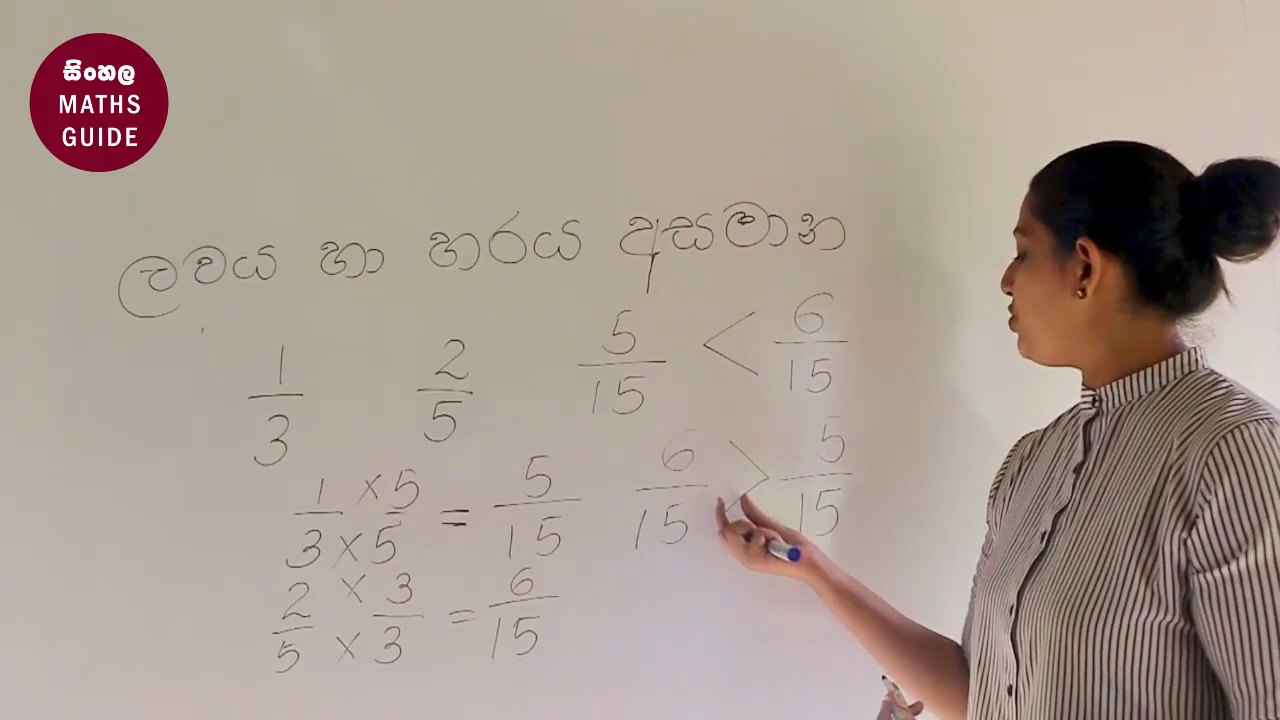 සිංහල
MATHS
GUIDE
ලවය හා හරය අසමාන
1/3 2/5 5/15 < 6/15
1/3 × 5/5 = 5/15 6/15 > 5/15
2/5 × 3/3 = 6/15